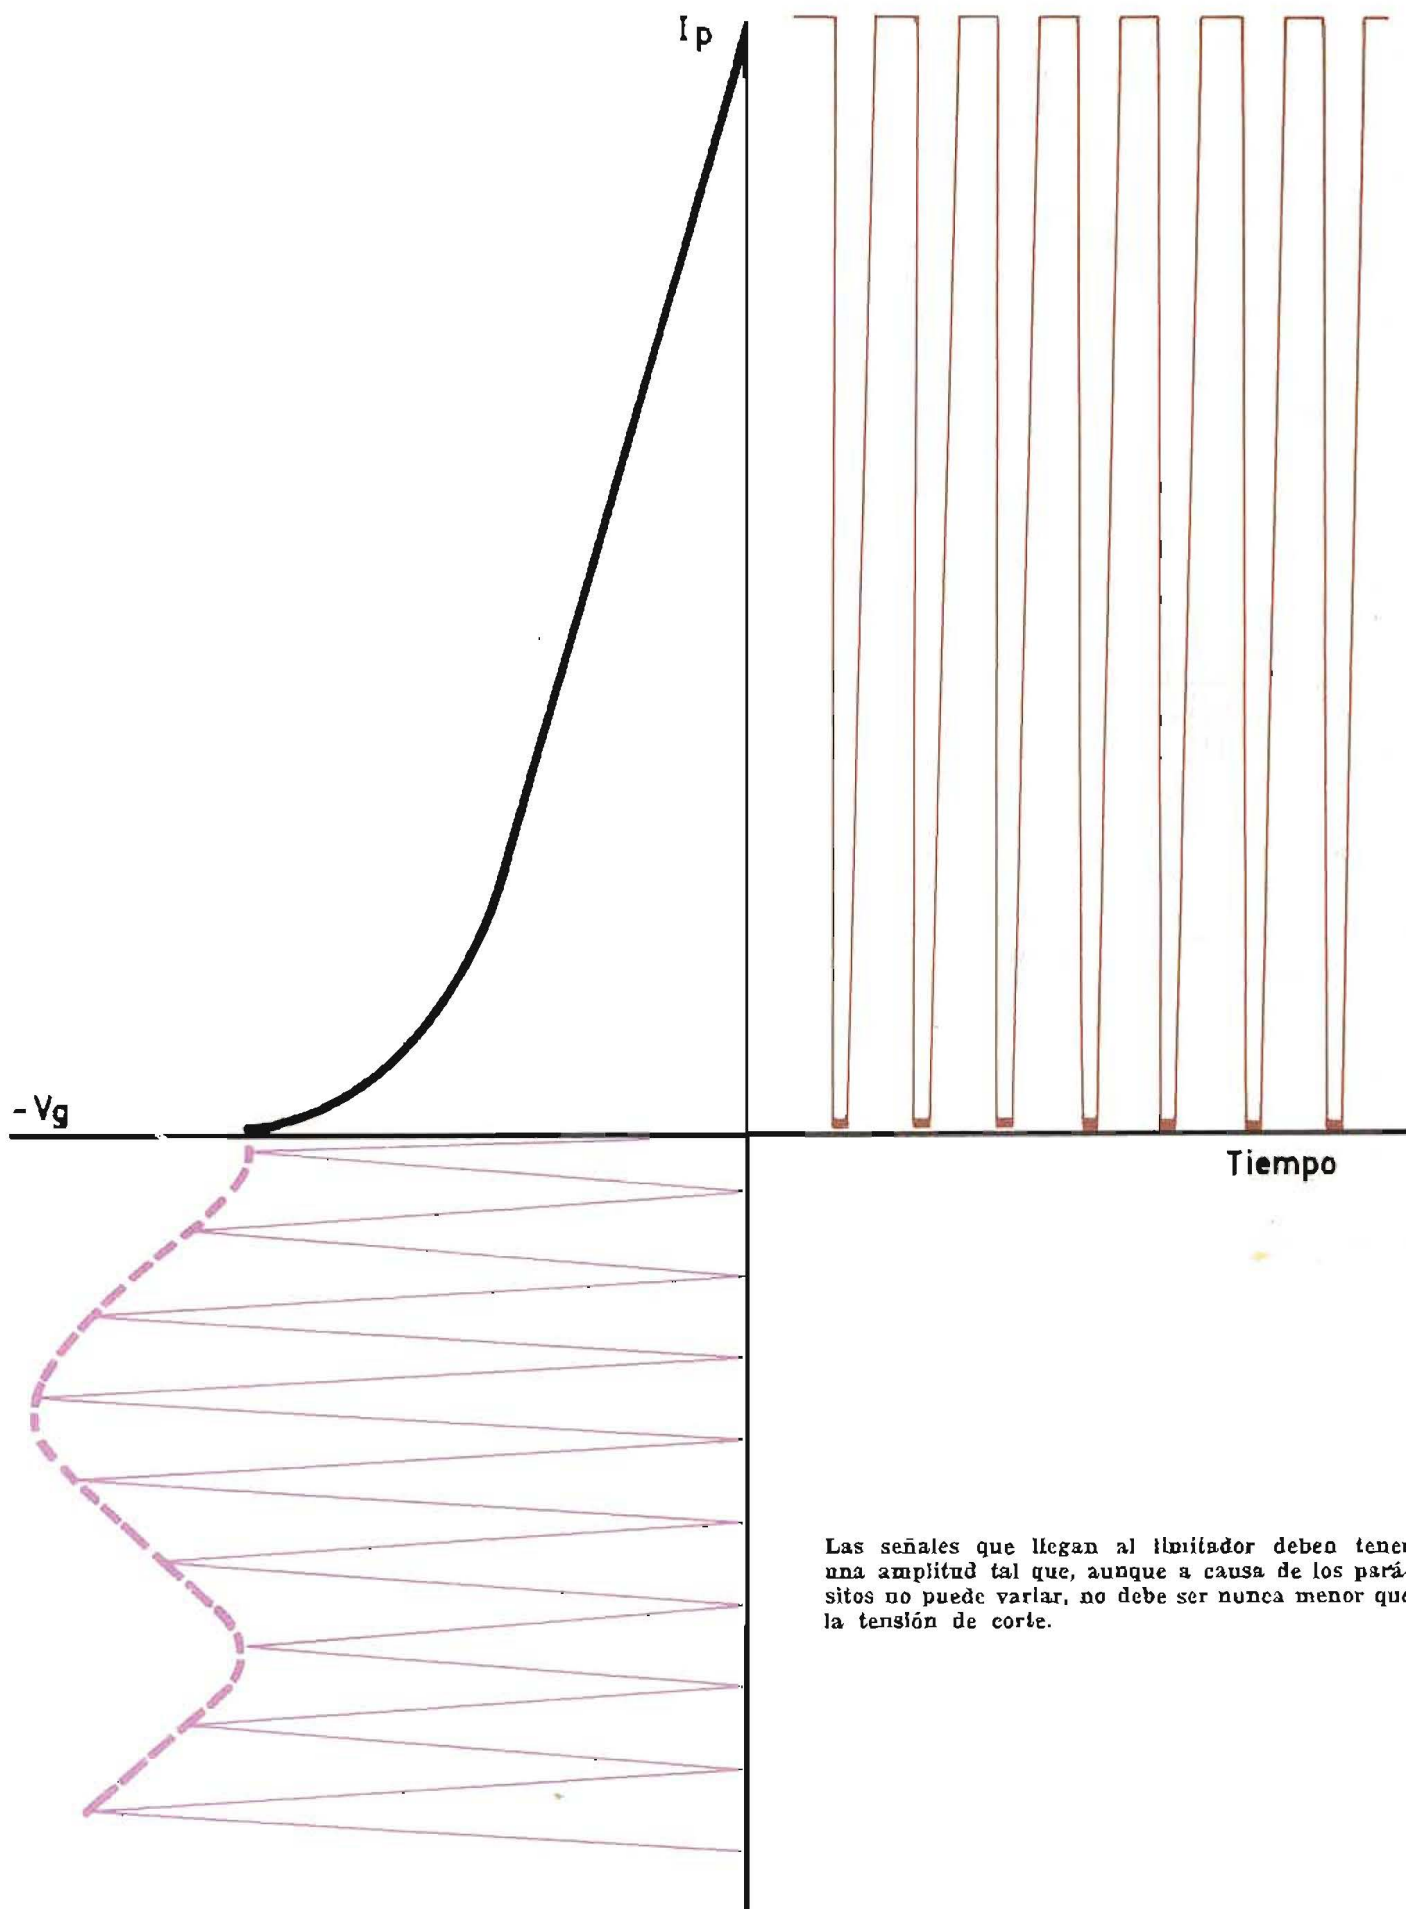 Ip
-Vg
Tiempo
Las señales que llegan al limitador deben tener
una amplitud tal que, aunque a causa de los pará-
sitos no puede variar, no debe ser nunca menor que
la tensión de corte.